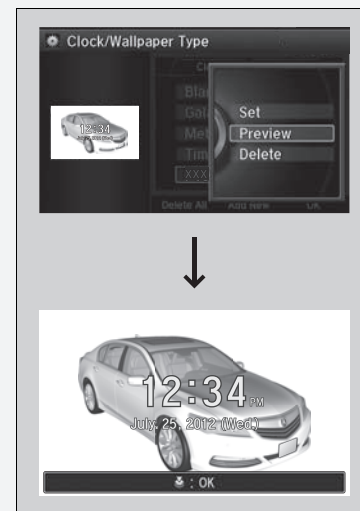 Clock/Wallpaper Type
12:34
Set
Preview
Delete
XXX
Delete All Add New OK
12:34 PM
July. 25, 2012 (Wed.)
: OK